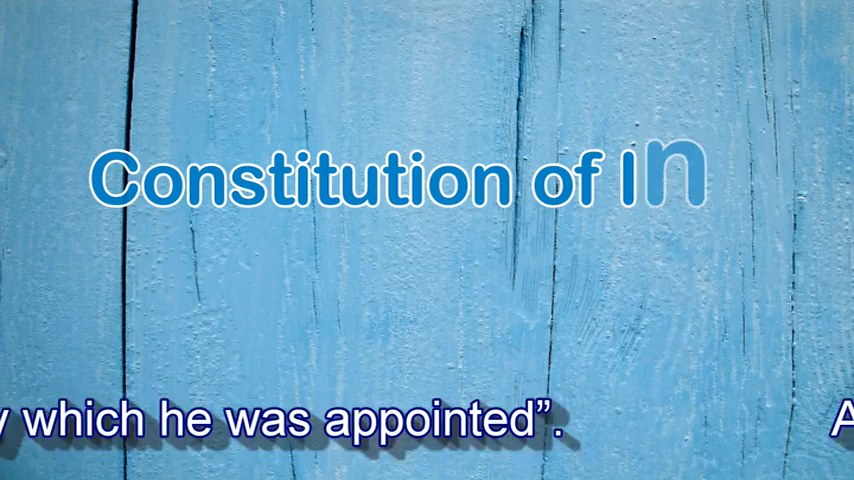 Constitution of In
y which he was appointed”. A